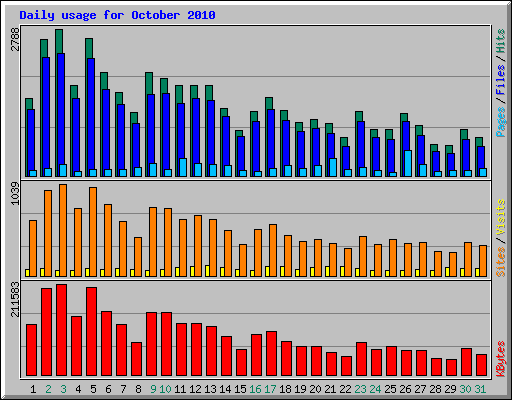 Daily usage for October 2010
2788
Pages / Files / Hits
1039
Sites / Visits
211583
KBytes
1 2 3 4 5 6 7 8 9 10 11 12 13 14 15 16 17 18 19 20 21 22 23 24 25 26 27 28 29 30 31